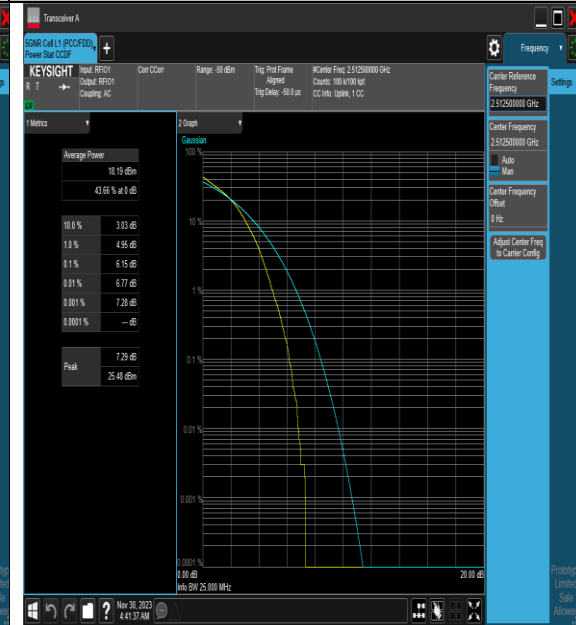 Transceiver A
5GNR Cell L1 (PCC/FDD),
Power Stat CCDF
Frequency
KEYSIGHT
R T
Input: RFIO1
Output: RFIO1
Coupling: AC
Corr CCorr
Range: -50 dBm
Trig: Prot Frame
Aligned
Trig Delay: -50.0 µs
#Center Freq: 2.512500000 GHz
Counts: 100 k/100 kpt
CC Info: Uplink, 1 CC
1 Metrics
2 Graph
Gaussian
Average Power
18.19 dBm
43.66 % at 0 dB
10.0 % 3.03 dB
1.0 % 4.95 dB
0.1 % 6.15 dB
0.01 % 6.77 dB
0.001 % 7.28 dB
0.0001 % --- dB
Peak
7.29 dB
25.48 dBm
100 %
10 %
1 %
0.1 %
0.01 %
0.001 %
0.0001 %
0.00 dB
20.00 dB
Info BW 25.000 MHz
Carrier Reference
Frequency
2.512500000 GHz
Center Frequency
2.512500000 GHz
Auto
Man
Center Frequency
Offset
0 Hz
Adjust Center Freq
to Carrier Config
Settings
Nov 30, 2023
4:41:37 AM
Limited
Sale